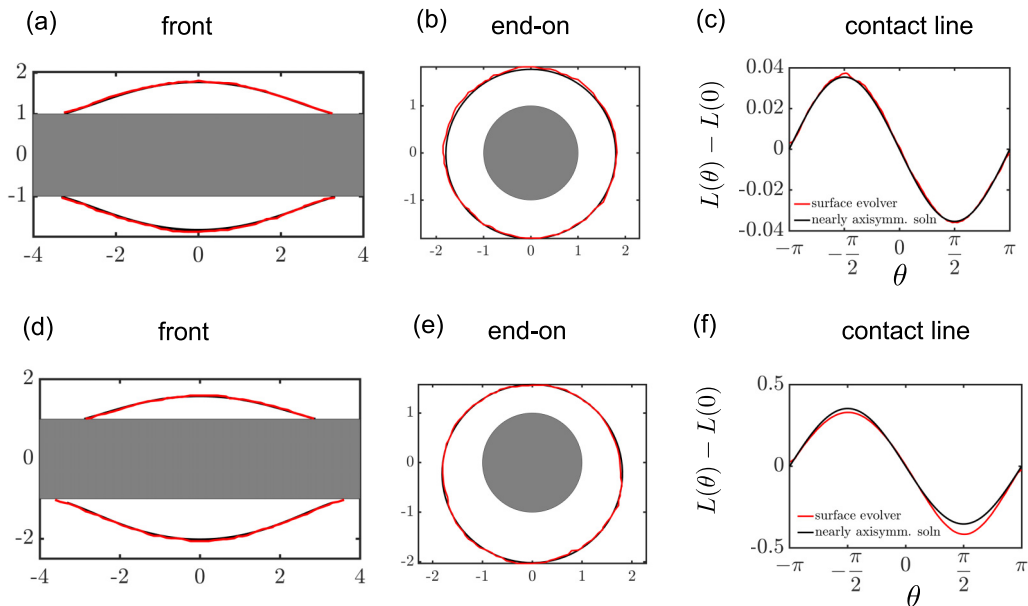 (a) front (b) end-on (c) contact line
2
1
0
-1
-4 -2 0 2 4
1
0
-1
-2 -1 0 1 2
L(θ) − L(0)
0.04
0.02
0
-0.02
-0.04
surface evolver
nearly axisymm. soln
−π −π/2 0 π/2 π
θ
(d) front (e) end-on (f) contact line
2
0
-2
-4 -2 0 2 4
1
0
-1
-2
-2 -1 0 1 2
L(θ) − L(0)
0.5
0
-0.5
surface evolver
nearly axisymm. soln
−π −π/2 0 π/2 π
θ